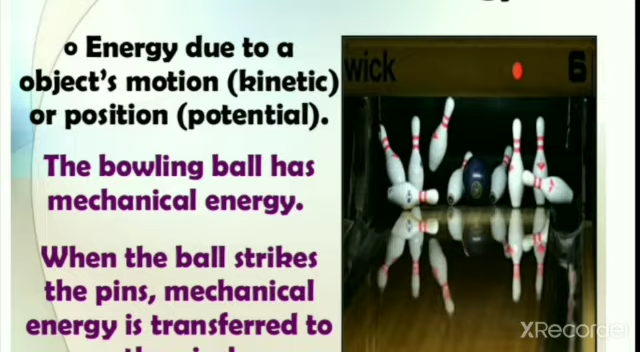 o Energy due to a
object's motion (kinetic)
or position (potential).
The bowling ball has
mechanical energy.
When the ball strikes
the pins, mechanical
energy is transferred to
wick
6
XRecorder